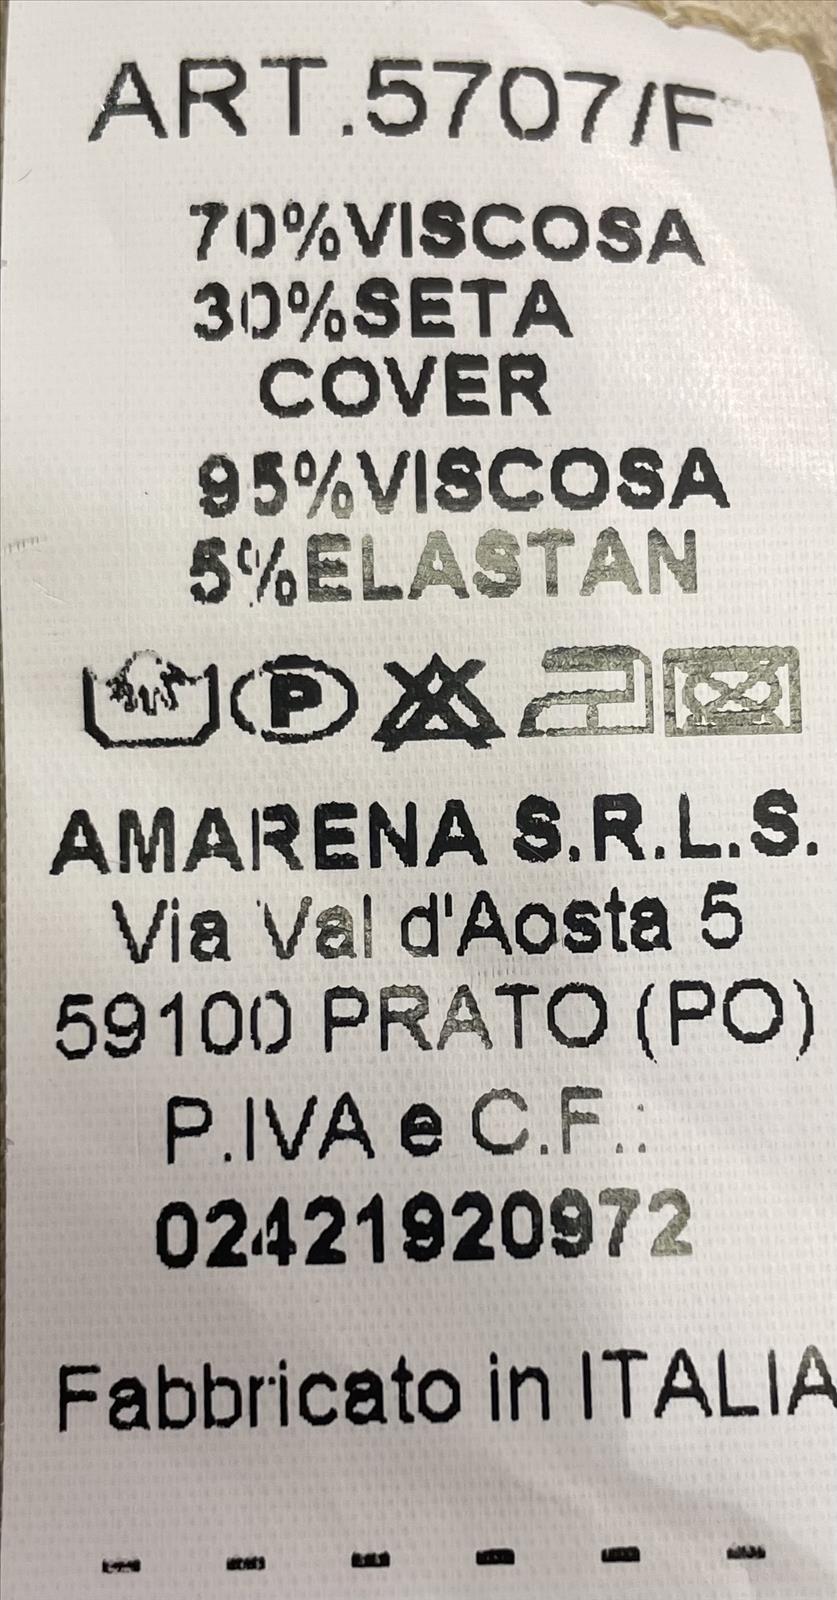 ART.5707/F
70%VISCOSA
30%SETA
COVER
95%VISCOSA
5%ELASTAN
P
AMARENA S.R.L.S.
Via Val d'Aosta 5
59100 PRATO (PO)
P.IVA e C.F.:
02421920972
Fabbricato in ITALIA